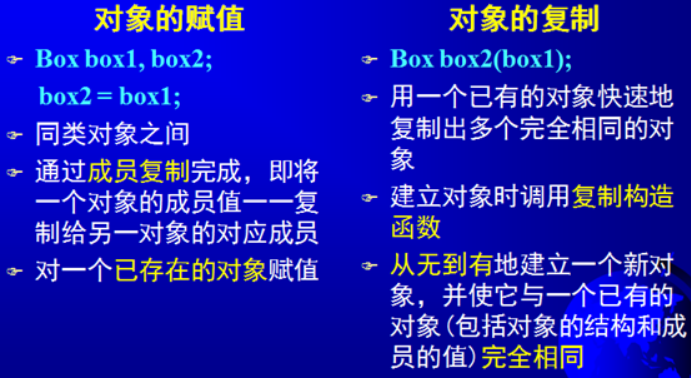 对象的赋值
Box box1, box2;
box2 = box1;
同类对象之间
通过成员复制完成，即将
一个对象的成员值一一复
制给另一对象的对应成员
对一个已存在的对象赋值
对象的复制
Box box2(box1);
用一个已有的对象快速地
复制出多个完全相同的对
象
建立对象时调用复制构造
函数
从无到有地建立一个新对
象，并使它与一个已有的
对象(包括对象的结构和成
员的值)完全相同